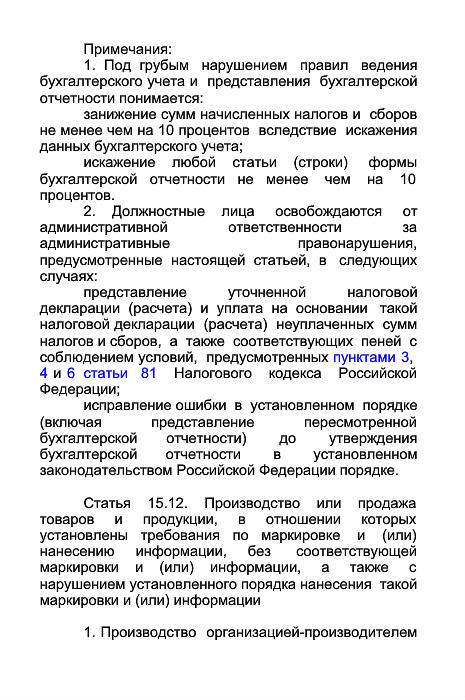 Примечания:
1. Под грубым нарушением правил ведения
бухгалтерского учета и представления бухгалтерской
отчетности понимается:
занижение сумм начисленных налогов и сборов
не менее чем на 10 процентов вследствие искажения
данных бухгалтерского учета;
искажение любой статьи (строки) формы
бухгалтерской отчетности не менее чем на 10
процентов.
2. Должностные лица освобождаются от
административной ответственности за
административные правонарушения,
предусмотренные настоящей статьей, в следующих
случаях:
представление уточненной налоговой
декларации (расчета) и уплата на основании такой
налоговой декларации (расчета) неуплаченных сумм
налогов и сборов, а также соответствующих пеней с
соблюдением условий, предусмотренных пунктами 3,
4 и 6 статьи 81 Налогового кодекса Российской
Федерации;
исправление ошибки в установленном порядке
(включая представление пересмотренной
бухгалтерской отчетности) до утверждения
бухгалтерской отчетности в установленном
законодательством Российской Федерации порядке.
Статья 15.12. Производство или продажа
товаров и продукции, в отношении которых
установлены требования по маркировке и (или)
нанесению информации, без соответствующей
маркировки и (или) информации, а также с
нарушением установленного порядка нанесения такой
маркировки и (или) информации
1. Производство организацией-производителем